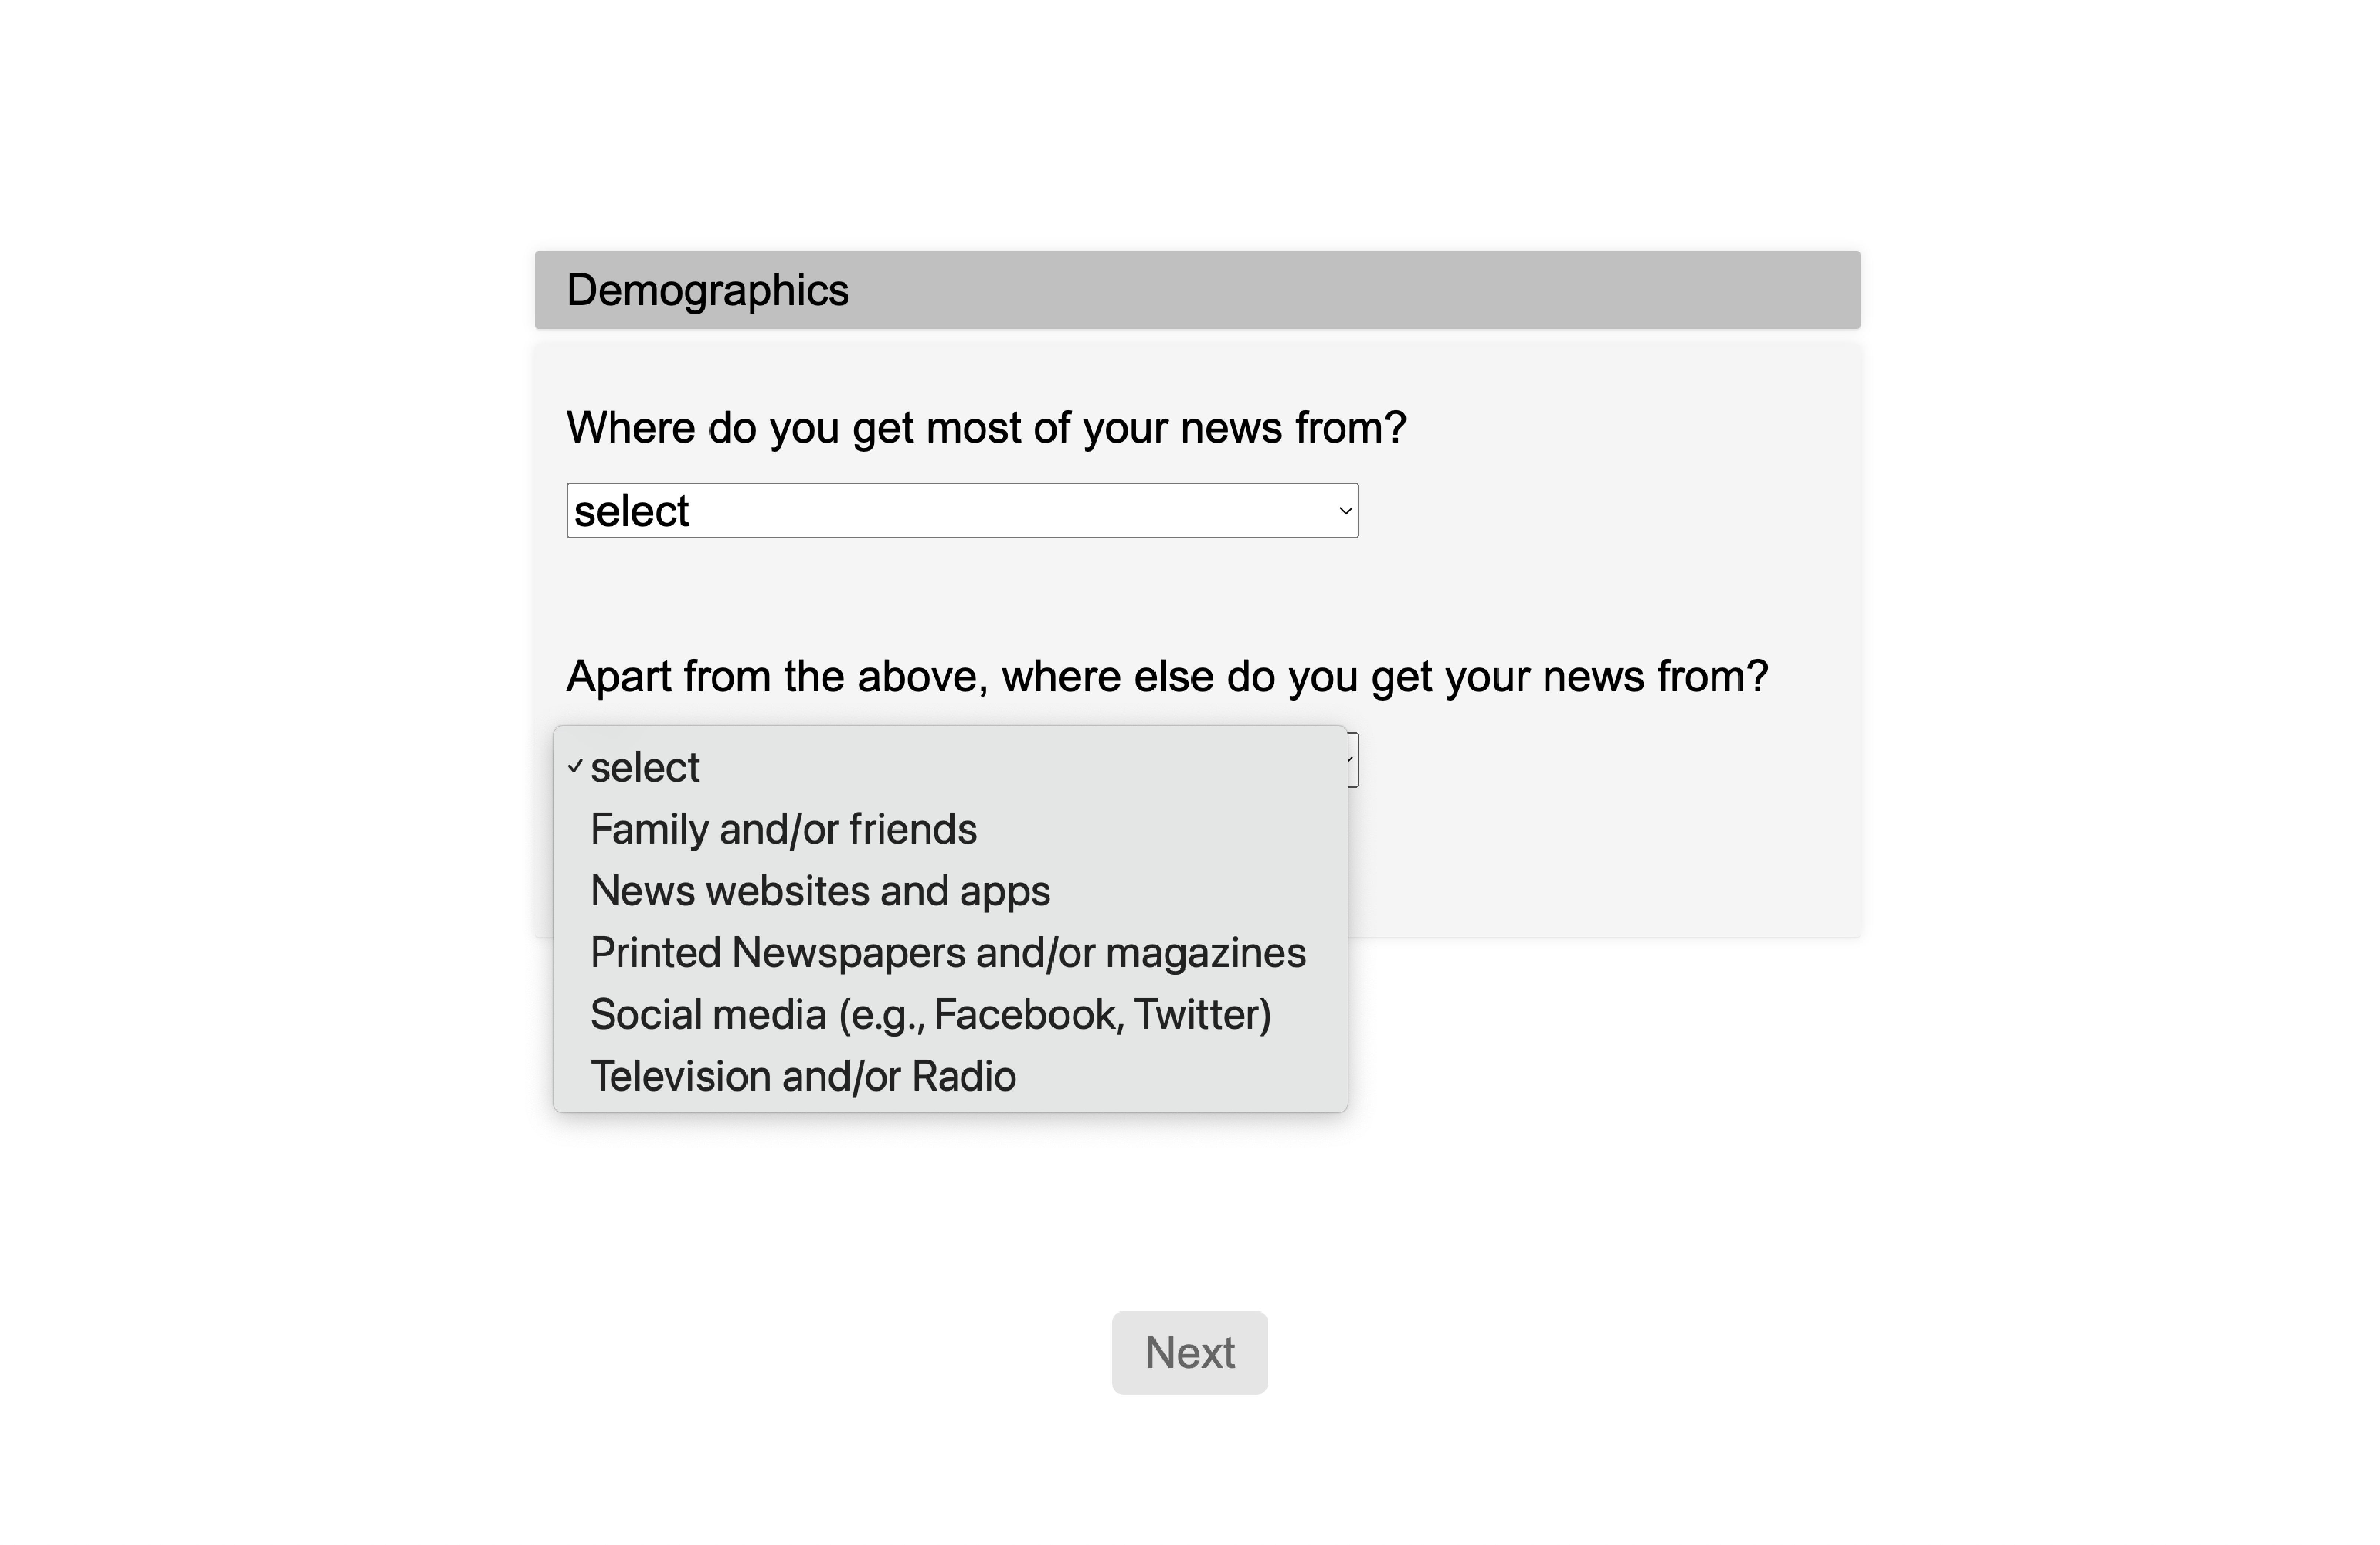 Demographics
Where do you get most of your news from?
select
Apart from the above, where else do you get your news from?
select
Family and/or friends
News websites and apps
Printed Newspapers and/or magazines
Social media (e.g., Facebook, Twitter)
Television and/or Radio
Next